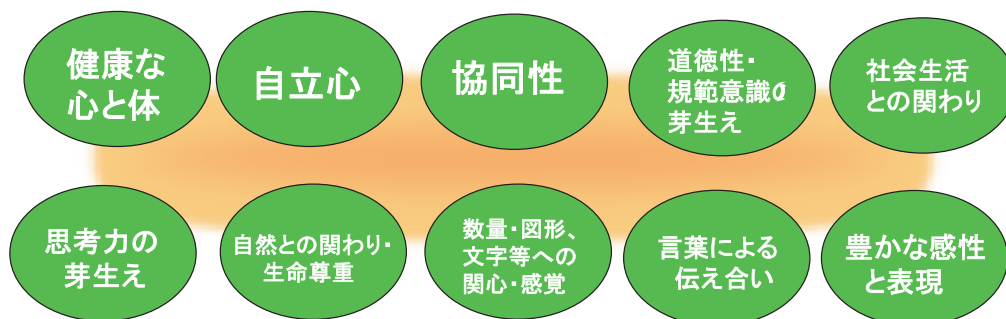 健康な
心と体
自立心
協同性
道徳性・
規範意識の
芽生え
社会生活
との関わり
思考力の
芽生え
自然との関わり・
生命尊重
数量・図形、
文字等への
関心・感覚
言葉による
伝え合い
豊かな感性
と表現